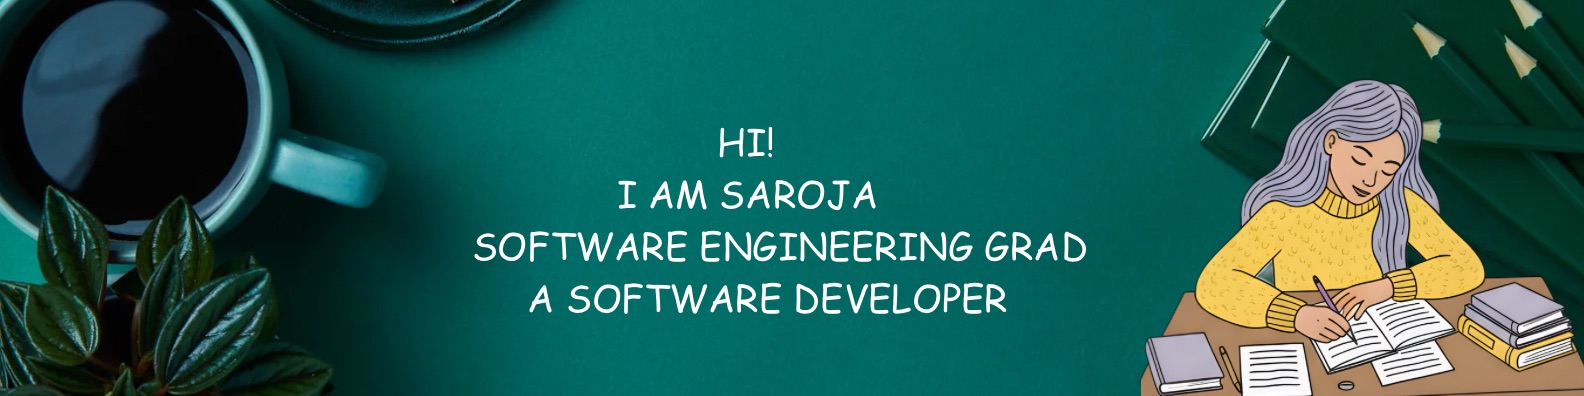 HI!
I AM SAROJA
SOFTWARE ENGINEERING GRAD
A SOFTWARE DEVELOPER